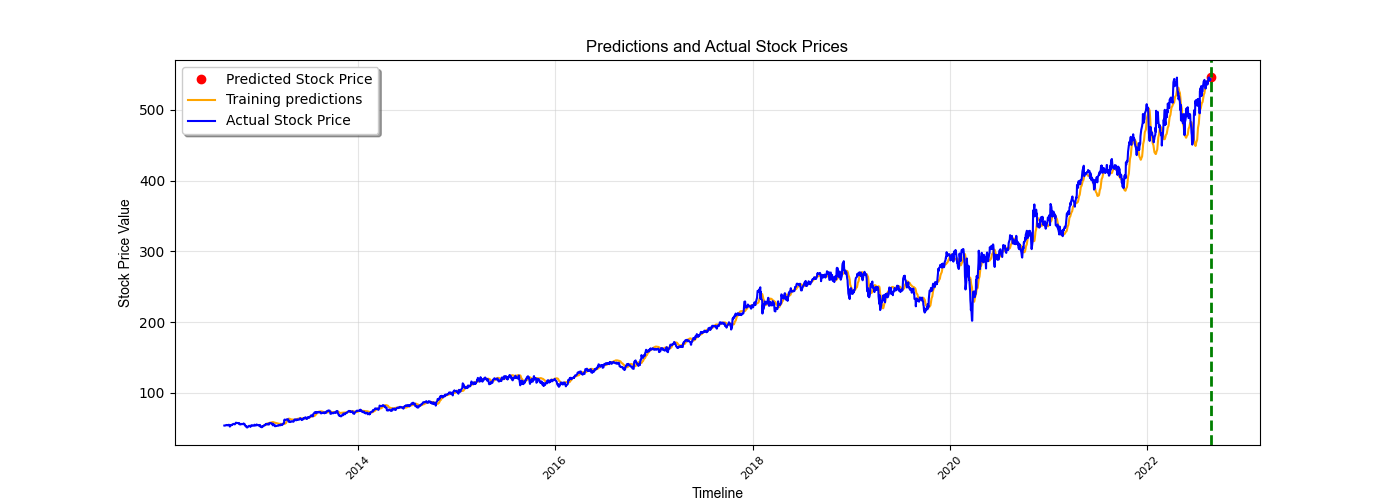 Predictions and Actual Stock Prices
Predicted Stock Price
Training predictions
Actual Stock Price
Stock Price Value
500
400
300
200
100
2014
2016
2018
2020
2022
Timeline